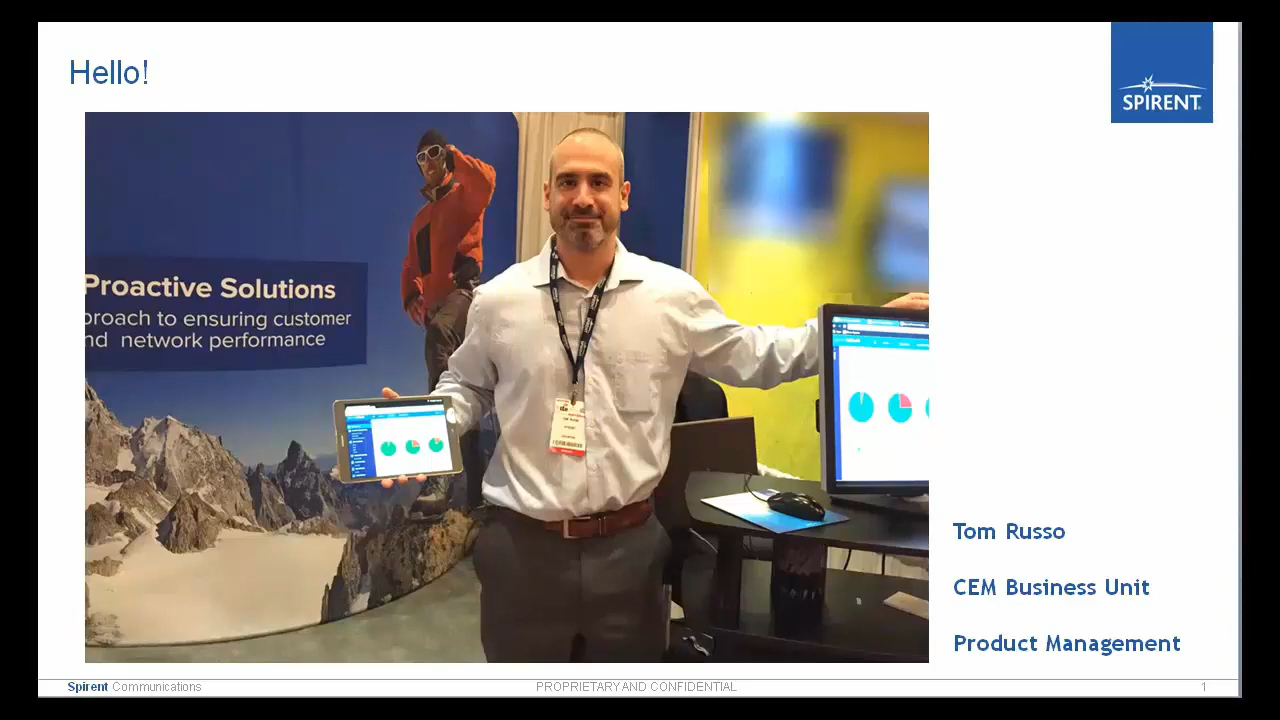 Hello!
SPIRENT
Proactive Solutions
proach to ensuring customer
nd network performance
Tom Russo
CEM Business Unit
Product Management
Spirent Communications
PROPRIETARY AND CONFIDENTIAL
1